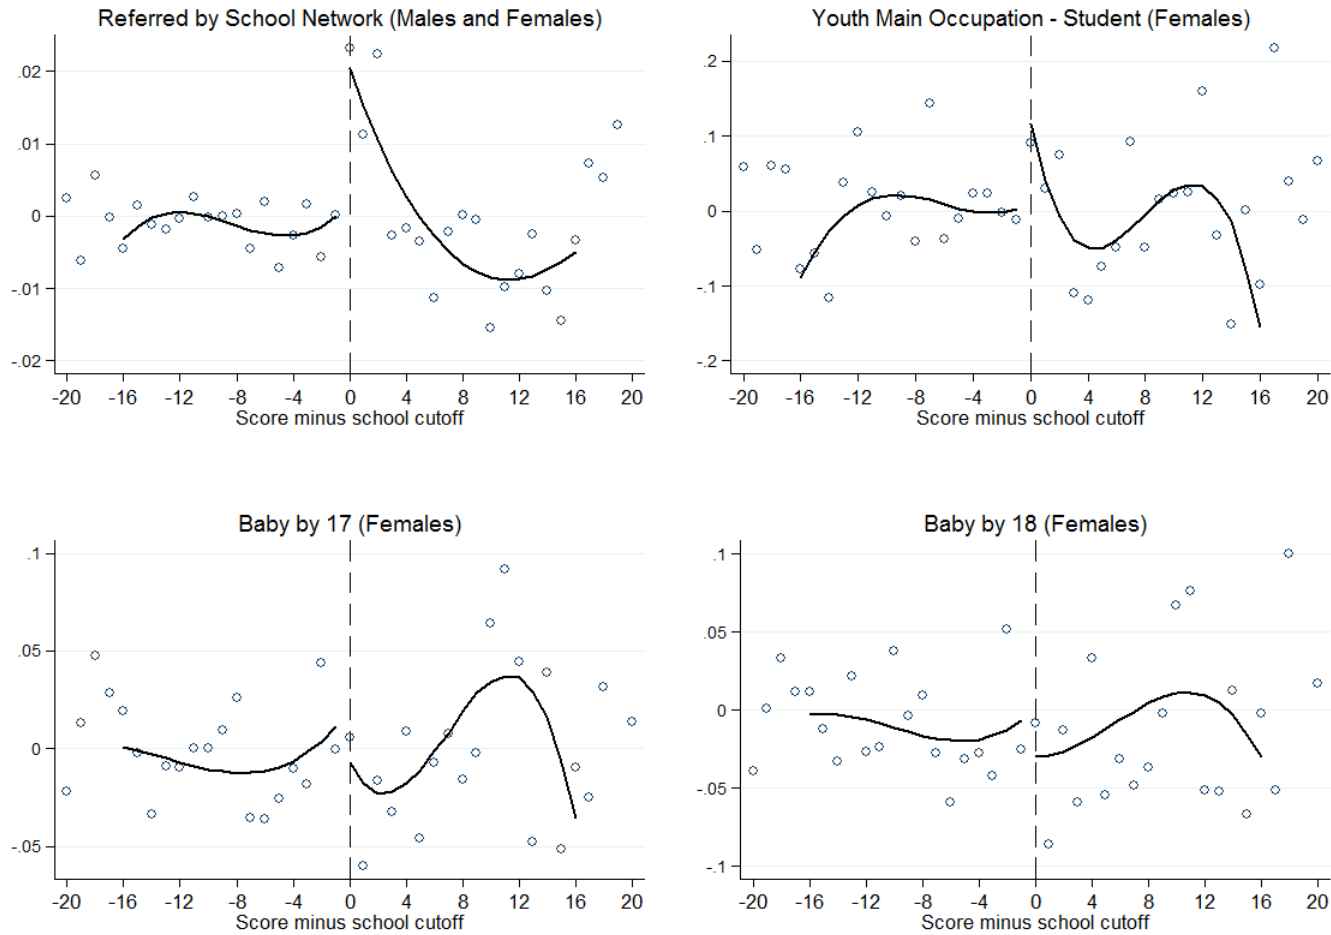 Referred by School Network (Males and Females)
.02
.01
0
-.01
-.02
-20 -16 -12 -8 -4 0 4 8 12 16 20
Score minus school cutoff
Youth Main Occupation - Student (Females)
.2
.1
0
-.1
-.2
-20 -16 -12 -8 -4 0 4 8 12 16 20
Score minus school cutoff
Baby by 17 (Females)
.1
.05
0
-.05
-20 -16 -12 -8 -4 0 4 8 12 16 20
Score minus school cutoff
Baby by 18 (Females)
.1
.05
0
-.05
-.1
-20 -16 -12 -8 -4 0 4 8 12 16 20
Score minus school cutoff